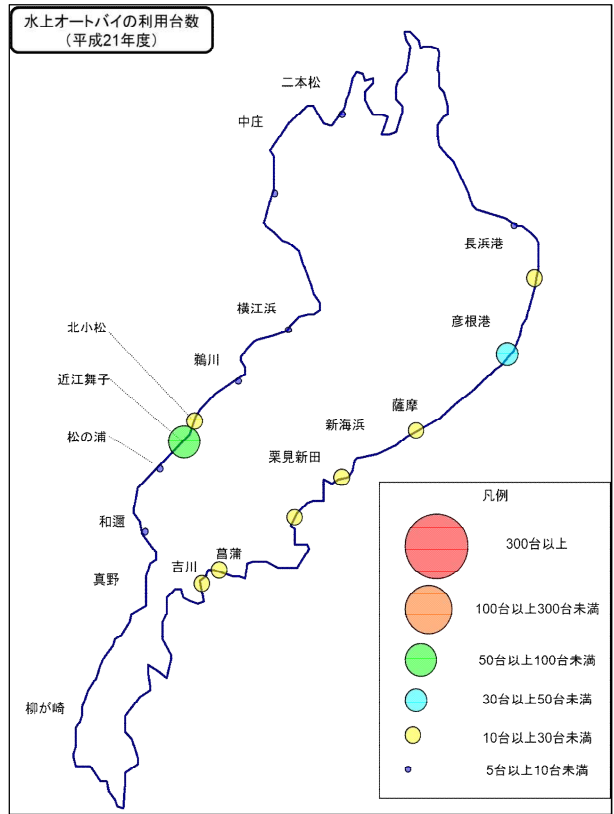 水上オートバイの利用台数
(平成21年度)
二本松
中庄
長浜港
横江浜
彦根港
北小松
鵜川
近江舞子
薩摩
新海浜
松の浦
栗見新田
和邇
菖蒲
吉川
真野
柳が崎
凡例
300台以上
100台以上300台未満
50台以上100台未満
30台以上50台未満
10台以上30台未満
5台以上10台未満